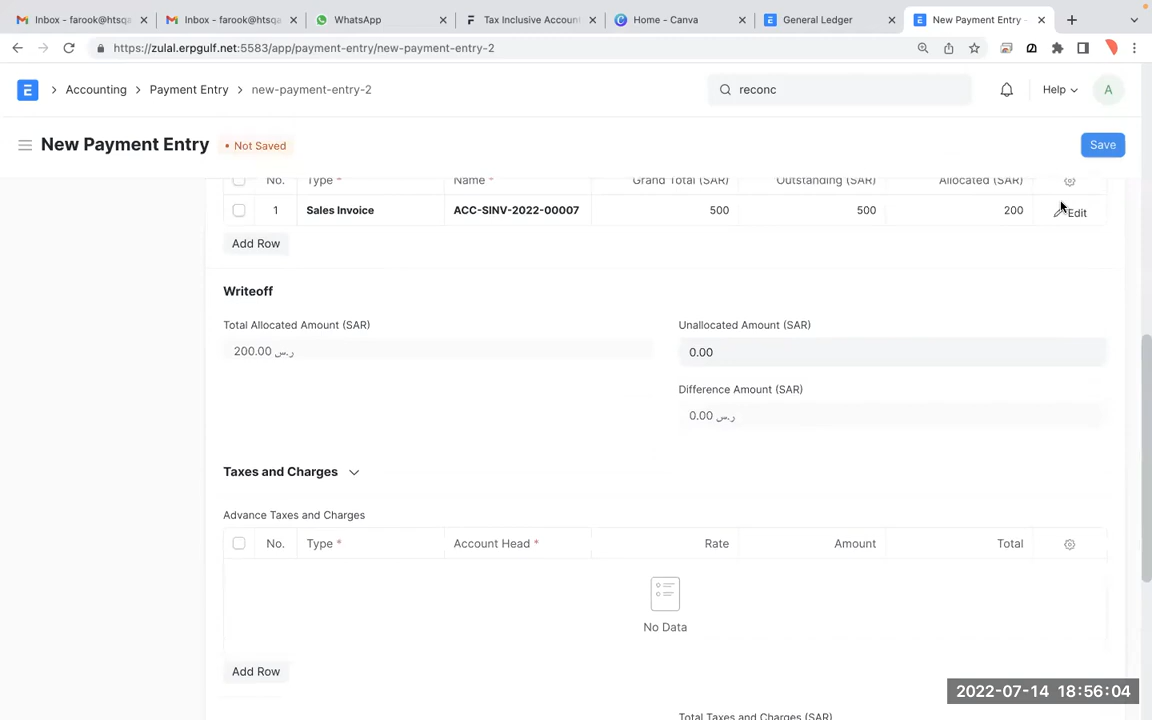 Inbox - farook@htsqa
Inbox - farook@htsqa
WhatsApp
Tax Inclusive Accoun
Home - Canva
General Ledger
New Payment Entry -
https://zulal.erpgulf.net:5583/app/payment-entry/new-payment-entry-2
E > Accounting > Payment Entry > new-payment-entry-2
reconc
Help
A
New Payment Entry
• Not Saved
Save
No. Type * Name * Grand Total (SAR) Outstanding (SAR) Allocated (SAR)
1 Sales Invoice ACC-SINV-2022-00007 500 500 200 Edit
Add Row
Writeoff
Total Allocated Amount (SAR)
Unallocated Amount (SAR)
200.00 ر.س
0.00
Difference Amount (SAR)
0.00 ر.س
Taxes and Charges
Advance Taxes and Charges
No. Type * Account Head * Rate Amount Total
No Data
Add Row
2022-07-14 18:56:04
Total Taxes and Charges (SAR)